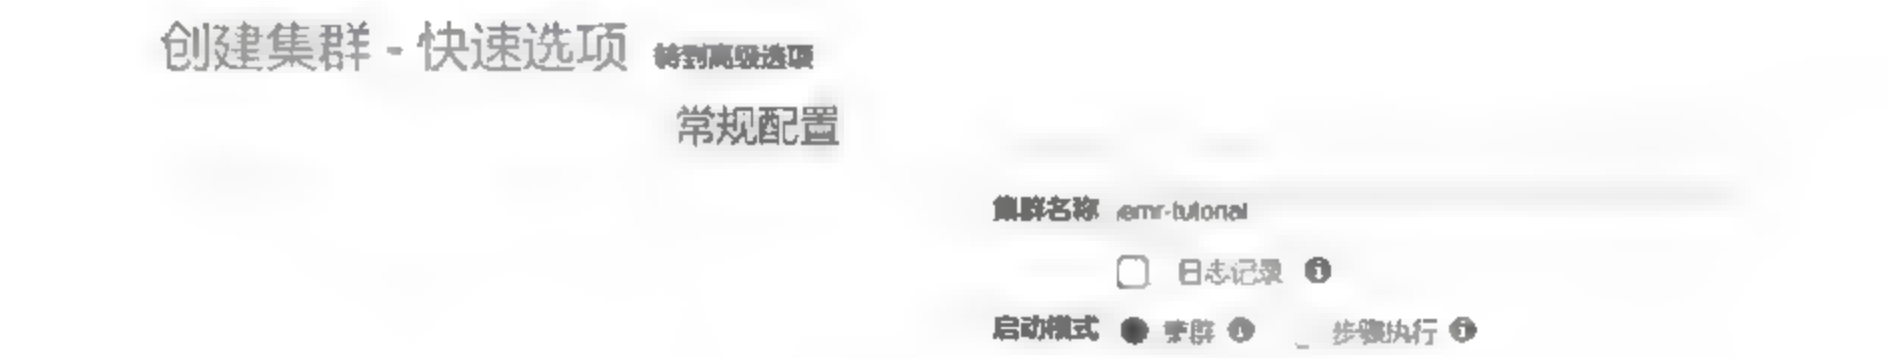 创建集群 - 快速选项 转到高级选项
常规配置
集群名称 emr-tutorial
日志记录
启动模式 集群 步骤执行